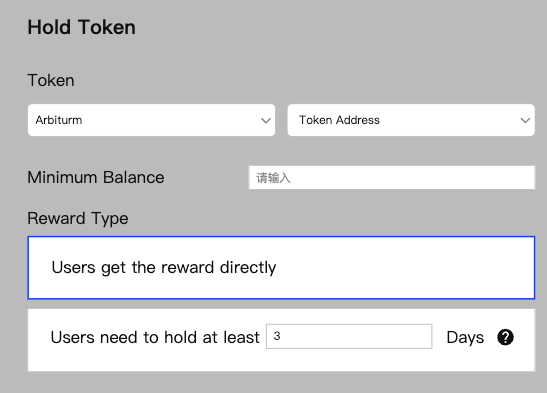 Hold Token
Token
Arbiturm Token Address
Minimum Balance 请输入
Reward Type
Users get the reward directly
Users need to hold at least 3 Days ?